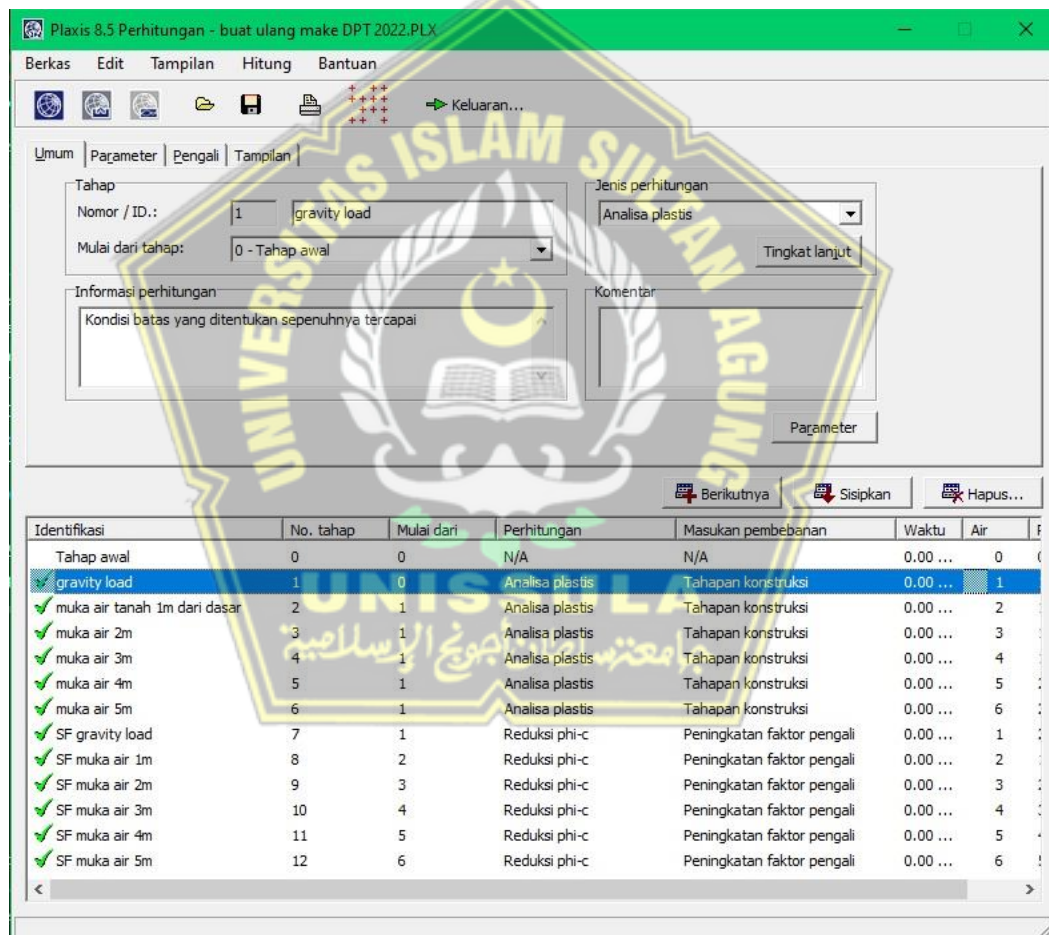 Plaxis 8.5 Perhitungan - buat ulang make DPT 2022.PLX
Berkas Edit Tampilan Hitung Bantuan
Keluaran...
Umum Parameter Pengali Tampilan
Tahap
Nomor / ID.: 1 gravity load
Mulai dari tahap: 0 - Tahap awal
Jenis perhitungan
Analisa plastis
Tingkat lanjut
Informasi perhitungan
Kondisi batas yang ditentukan sepenuhnya tercapai
Komentar
Parameter
Berikutnya Sisipkan Hapus...
Identifikasi No. tahap Mulai dari Perhitungan Masukan pembebanan Waktu Air
Tahap awal 0 0 N/A N/A 0.00 ... 0
gravity load 1 0 Analisa plastis Tahapan konstruksi 0.00 ... 1
muka air tanah 1m dari dasar 2 1 Analisa plastis Tahapan konstruksi 0.00 ... 2
muka air 2m 3 1 Analisa plastis Tahapan konstruksi 0.00 ... 3
muka air 3m 4 1 Analisa plastis Tahapan konstruksi 0.00 ... 4
muka air 4m 5 1 Analisa plastis Tahapan konstruksi 0.00 ... 5
muka air 5m 6 1 Analisa plastis Tahapan konstruksi 0.00 ... 6
SF gravity load 7 1 Reduksi phi-c Peningkatan faktor pengali 0.00 ... 1
SF muka air 1m 8 2 Reduksi phi-c Peningkatan faktor pengali 0.00 ... 2
SF muka air 2m 9 3 Reduksi phi-c Peningkatan faktor pengali 0.00 ... 3
SF muka air 3m 10 4 Reduksi phi-c Peningkatan faktor pengali 0.00 ... 4
SF muka air 4m 11 5 Reduksi phi-c Peningkatan faktor pengali 0.00 ... 5
SF muka air 5m 12 6 Reduksi phi-c Peningkatan faktor pengali 0.00 ... 6
UNIVERSITAS ISLAM SULTAN AGUNG
UNISSULA
جامعتسلطان أجونج الإسلامية